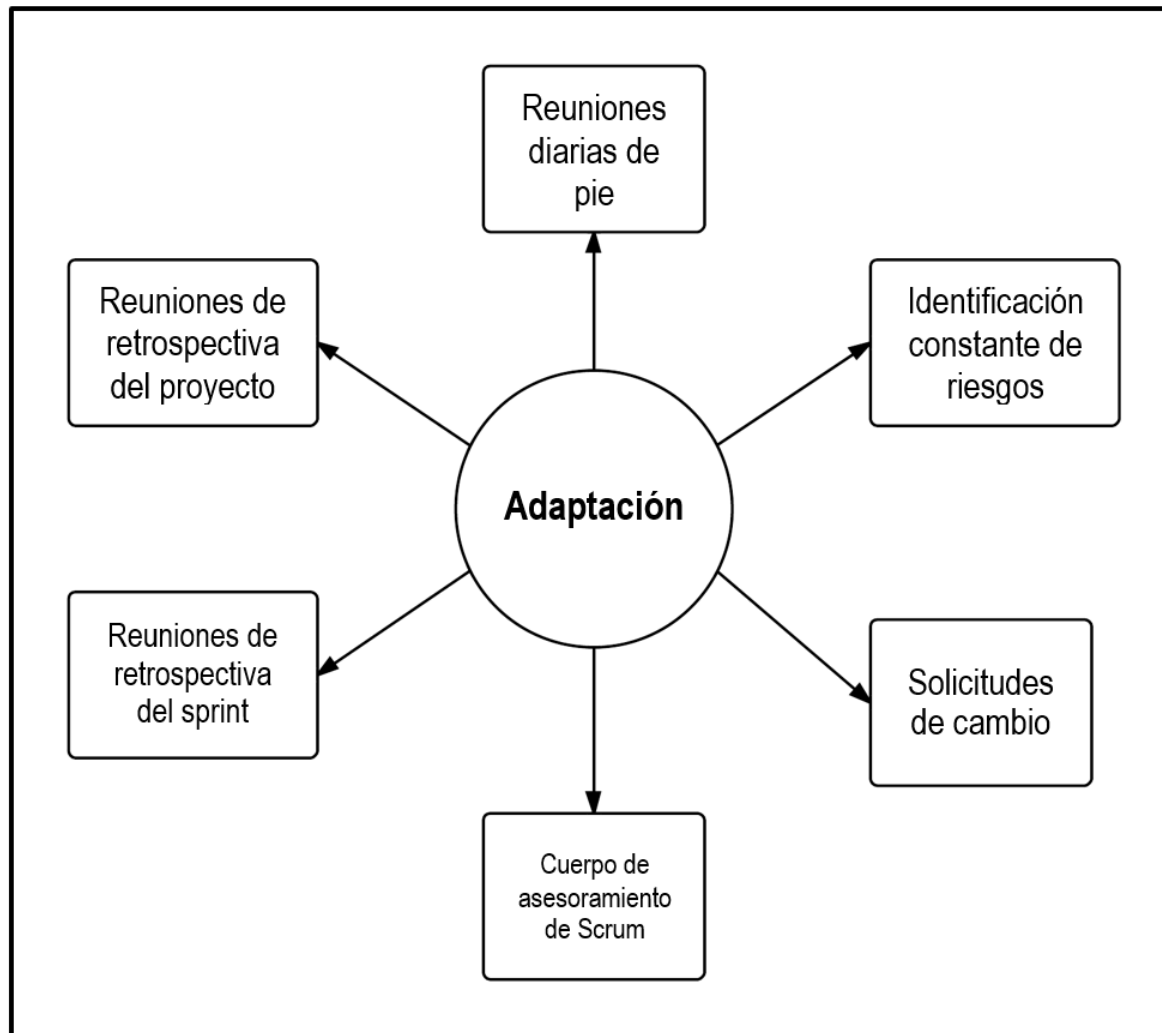 Reuniones
diarias de
pie
Reuniones de
retrospectiva
del proyecto
Identificación
constante de
riesgos
Adaptación
Reuniones de
retrospectiva
del sprint
Solicitudes
de cambio
Cuerpo de
asesoramiento
de Scrum